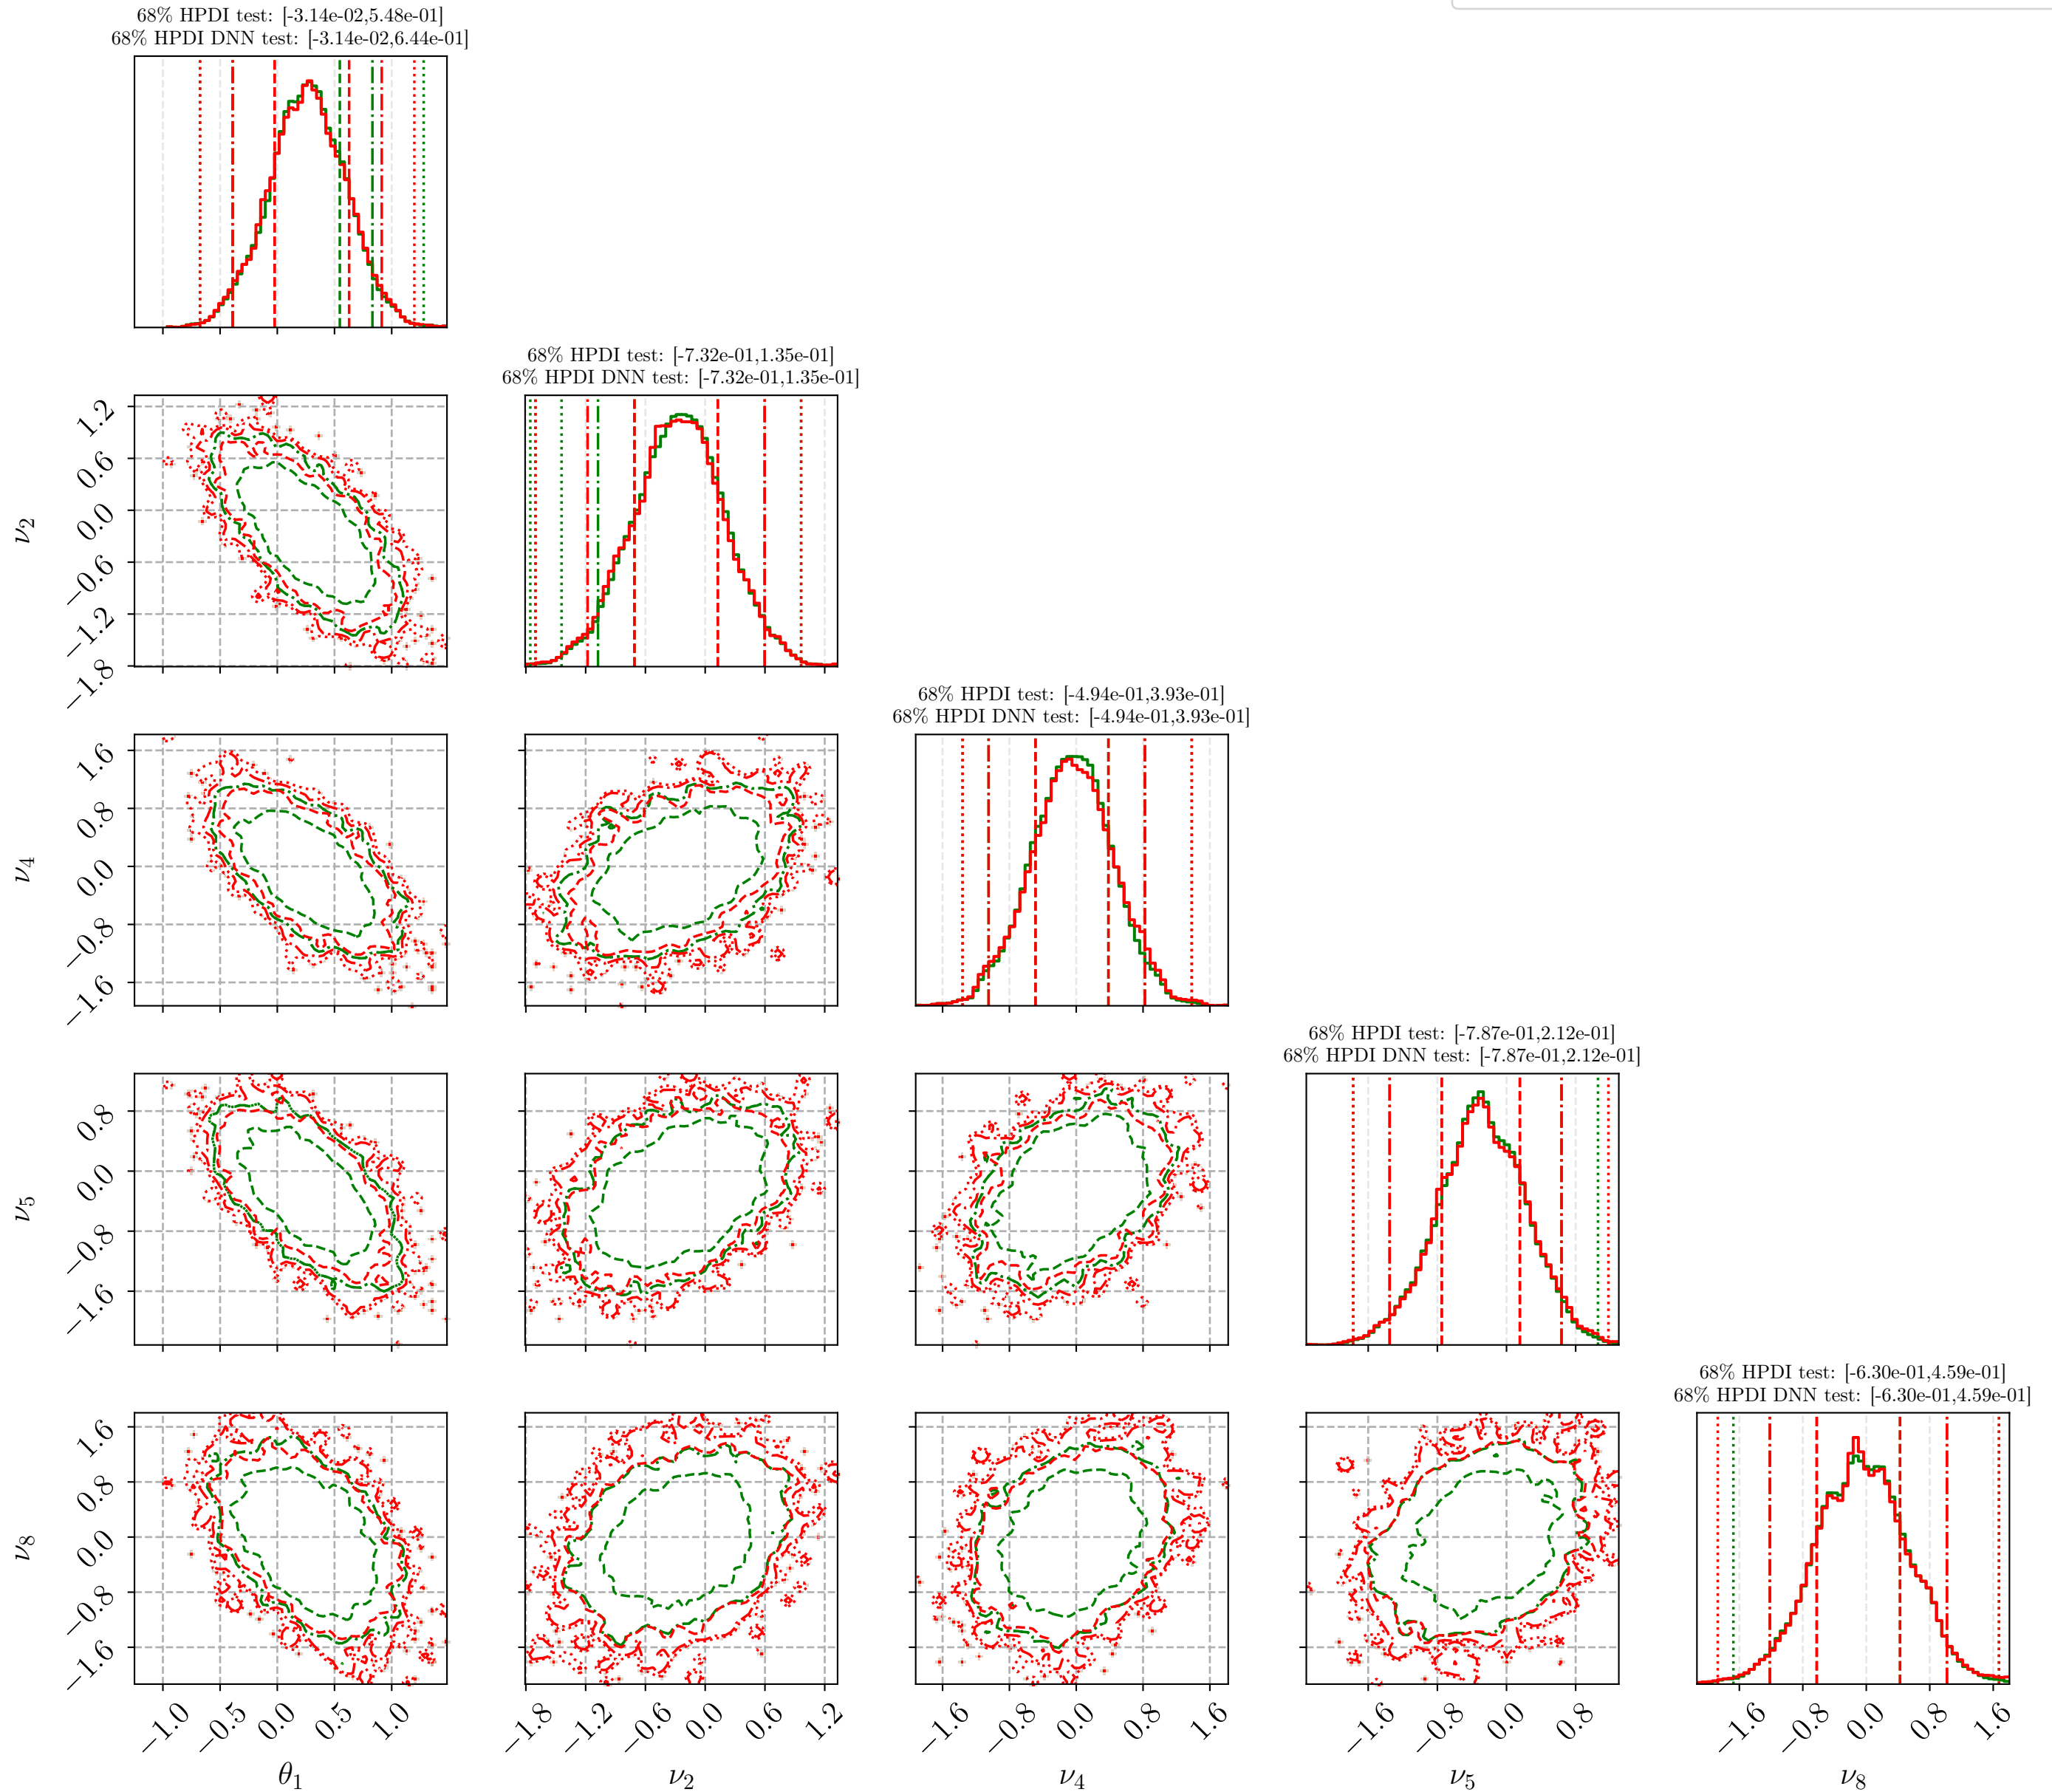 68% HPDI test: [-3.14e-02,5.48e-01]
68% HPDI DNN test: [-3.14e-02,6.44e-01]
68% HPDI test: [-7.32e-01,1.35e-01]
68% HPDI DNN test: [-7.32e-01,1.35e-01]
1.2
0.6
0.0
−0.6
−1.2
−1.8
ν2
68% HPDI test: [-4.94e-01,3.93e-01]
68% HPDI DNN test: [-4.94e-01,3.93e-01]
1.6
0.8
0.0
−0.8
−1.6
ν4
68% HPDI test: [-7.87e-01,2.12e-01]
68% HPDI DNN test: [-7.87e-01,2.12e-01]
0.8
0.0
−0.8
−1.6
ν5
68% HPDI test: [-6.30e-01,4.59e-01]
68% HPDI DNN test: [-6.30e-01,4.59e-01]
1.6
0.8
0.0
−0.8
−1.6
ν8
−1.0 −0.5 0.0 0.5 1.0 −1.8 −1.2 −0.6 0.0 0.6 1.2 −1.6 −0.8 0.0 0.8 1.6 −1.6 −0.8 0.0 0.8 −1.6 −0.8 0.0 0.8 1.6
θ1 ν2 ν4 ν5 ν8